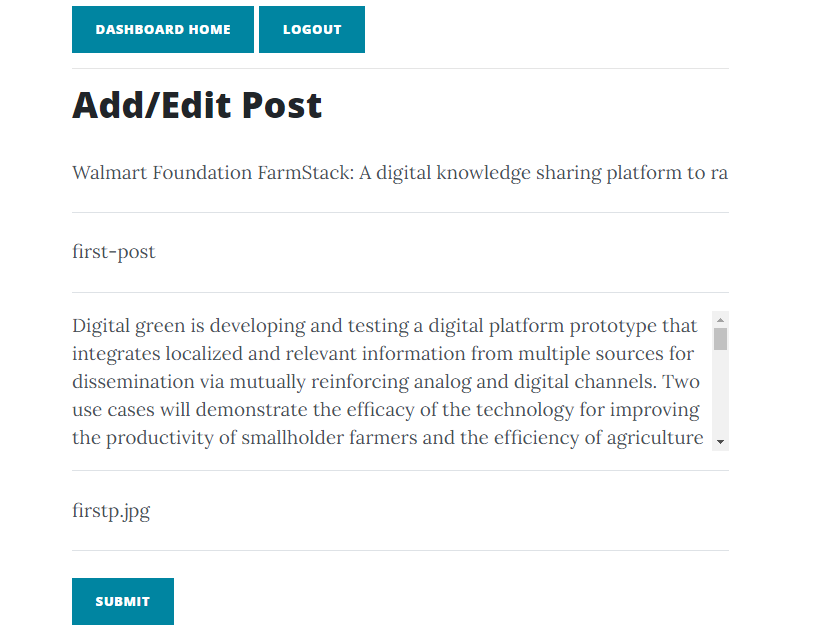 DASHBOARD HOME LOGOUT
Add/Edit Post
Walmart Foundation FarmStack: A digital knowledge sharing platform to ra
first-post
Digital green is developing and testing a digital platform prototype that
integrates localized and relevant information from multiple sources for
dissemination via mutually reinforcing analog and digital channels. Two
use cases will demonstrate the efficacy of the technology for improving
the productivity of smallholder farmers and the efficiency of agriculture
firstp.jpg
SUBMIT